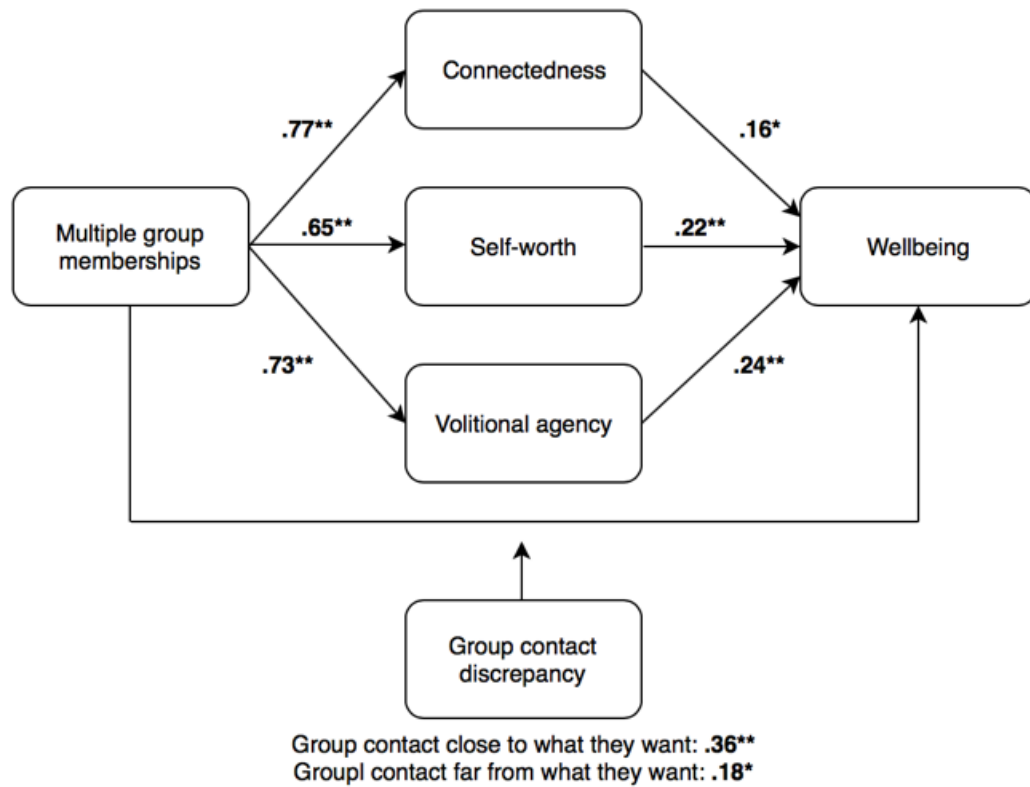 Connectedness
.77**
.16*
Multiple group
memberships
.65**
Self-worth
.22**
Wellbeing
.73**
Volitional agency
.24**
Group contact
discrepancy
Group contact close to what they want: .36**
Groupl contact far from what they want: .18*